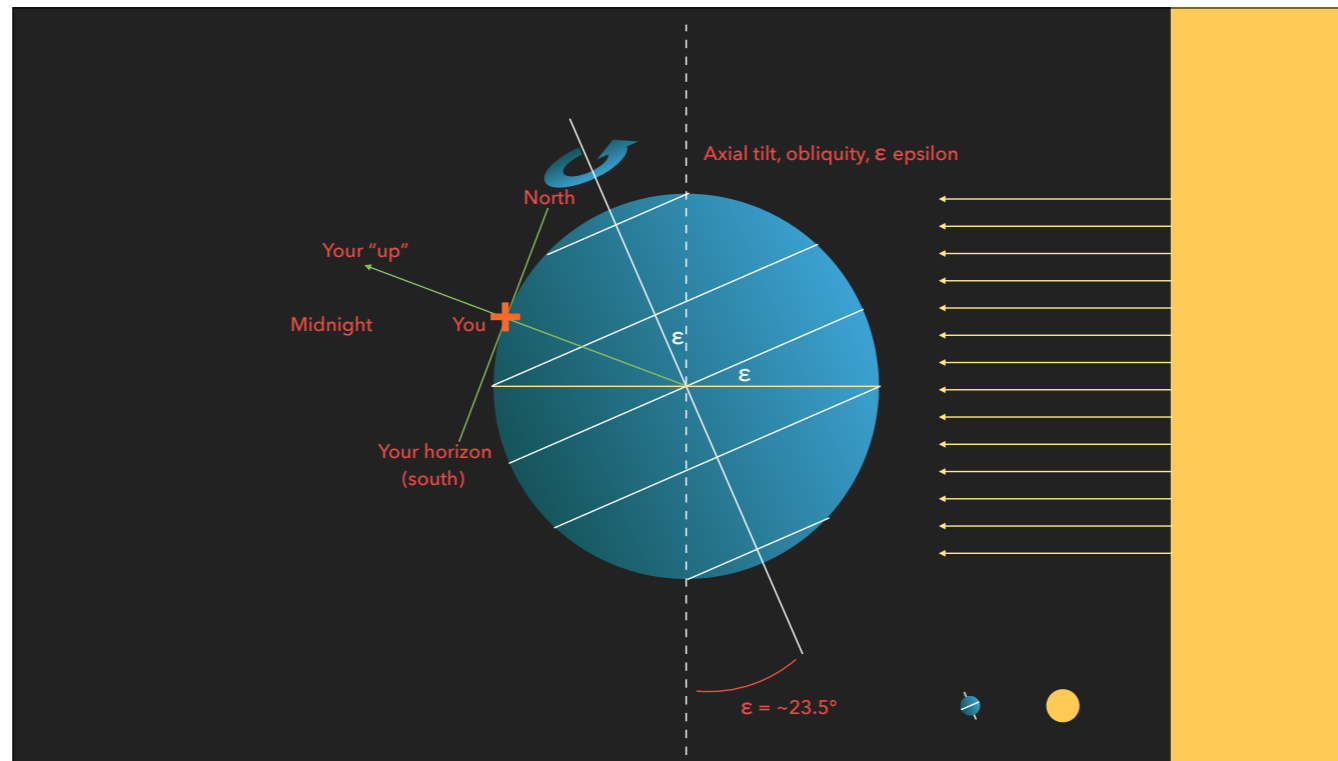 Axial tilt, obliquity, ε epsilon
North
Your “up”
Midnight
You
ε
ε
Your horizon
(south)
ε = ~23.5°